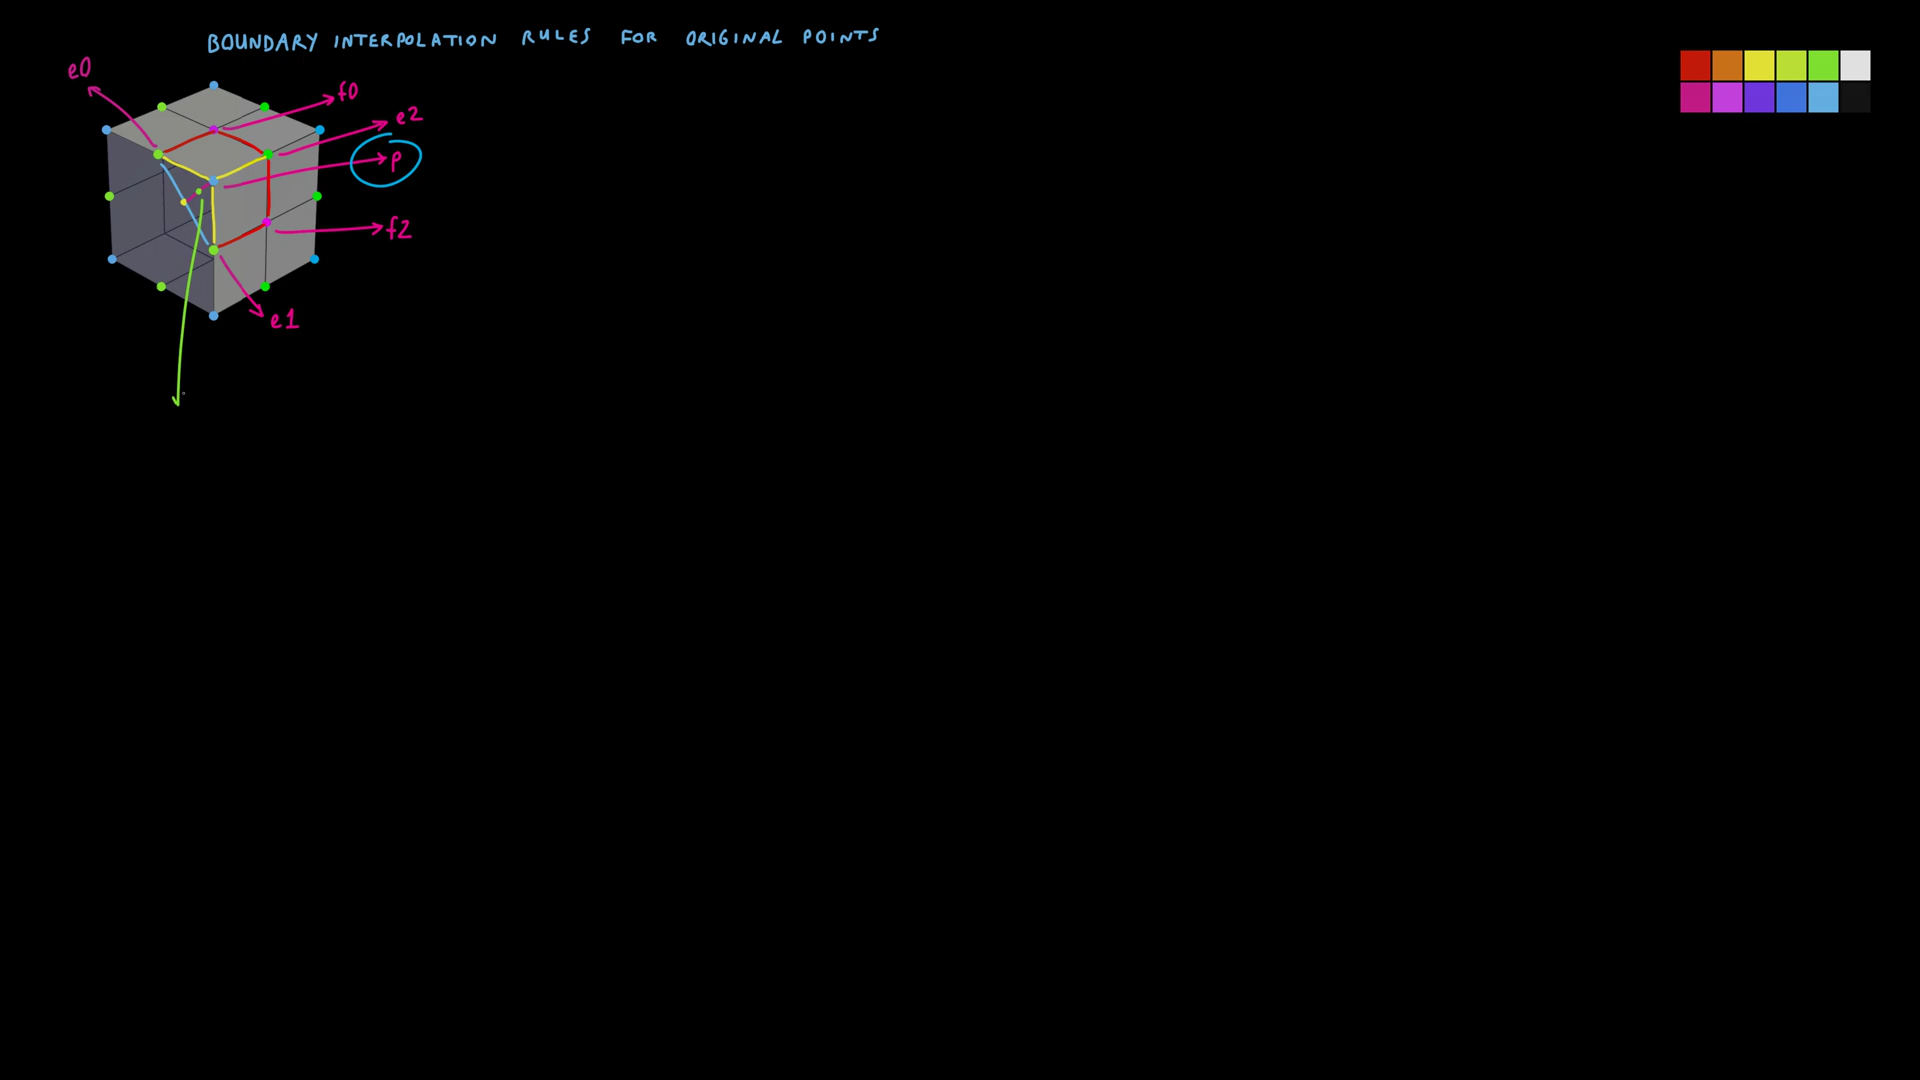 BOUNDARY INTERPOLATION RULES FOR ORIGINAL POINTS
e0
f0
e2
p
f2
e1